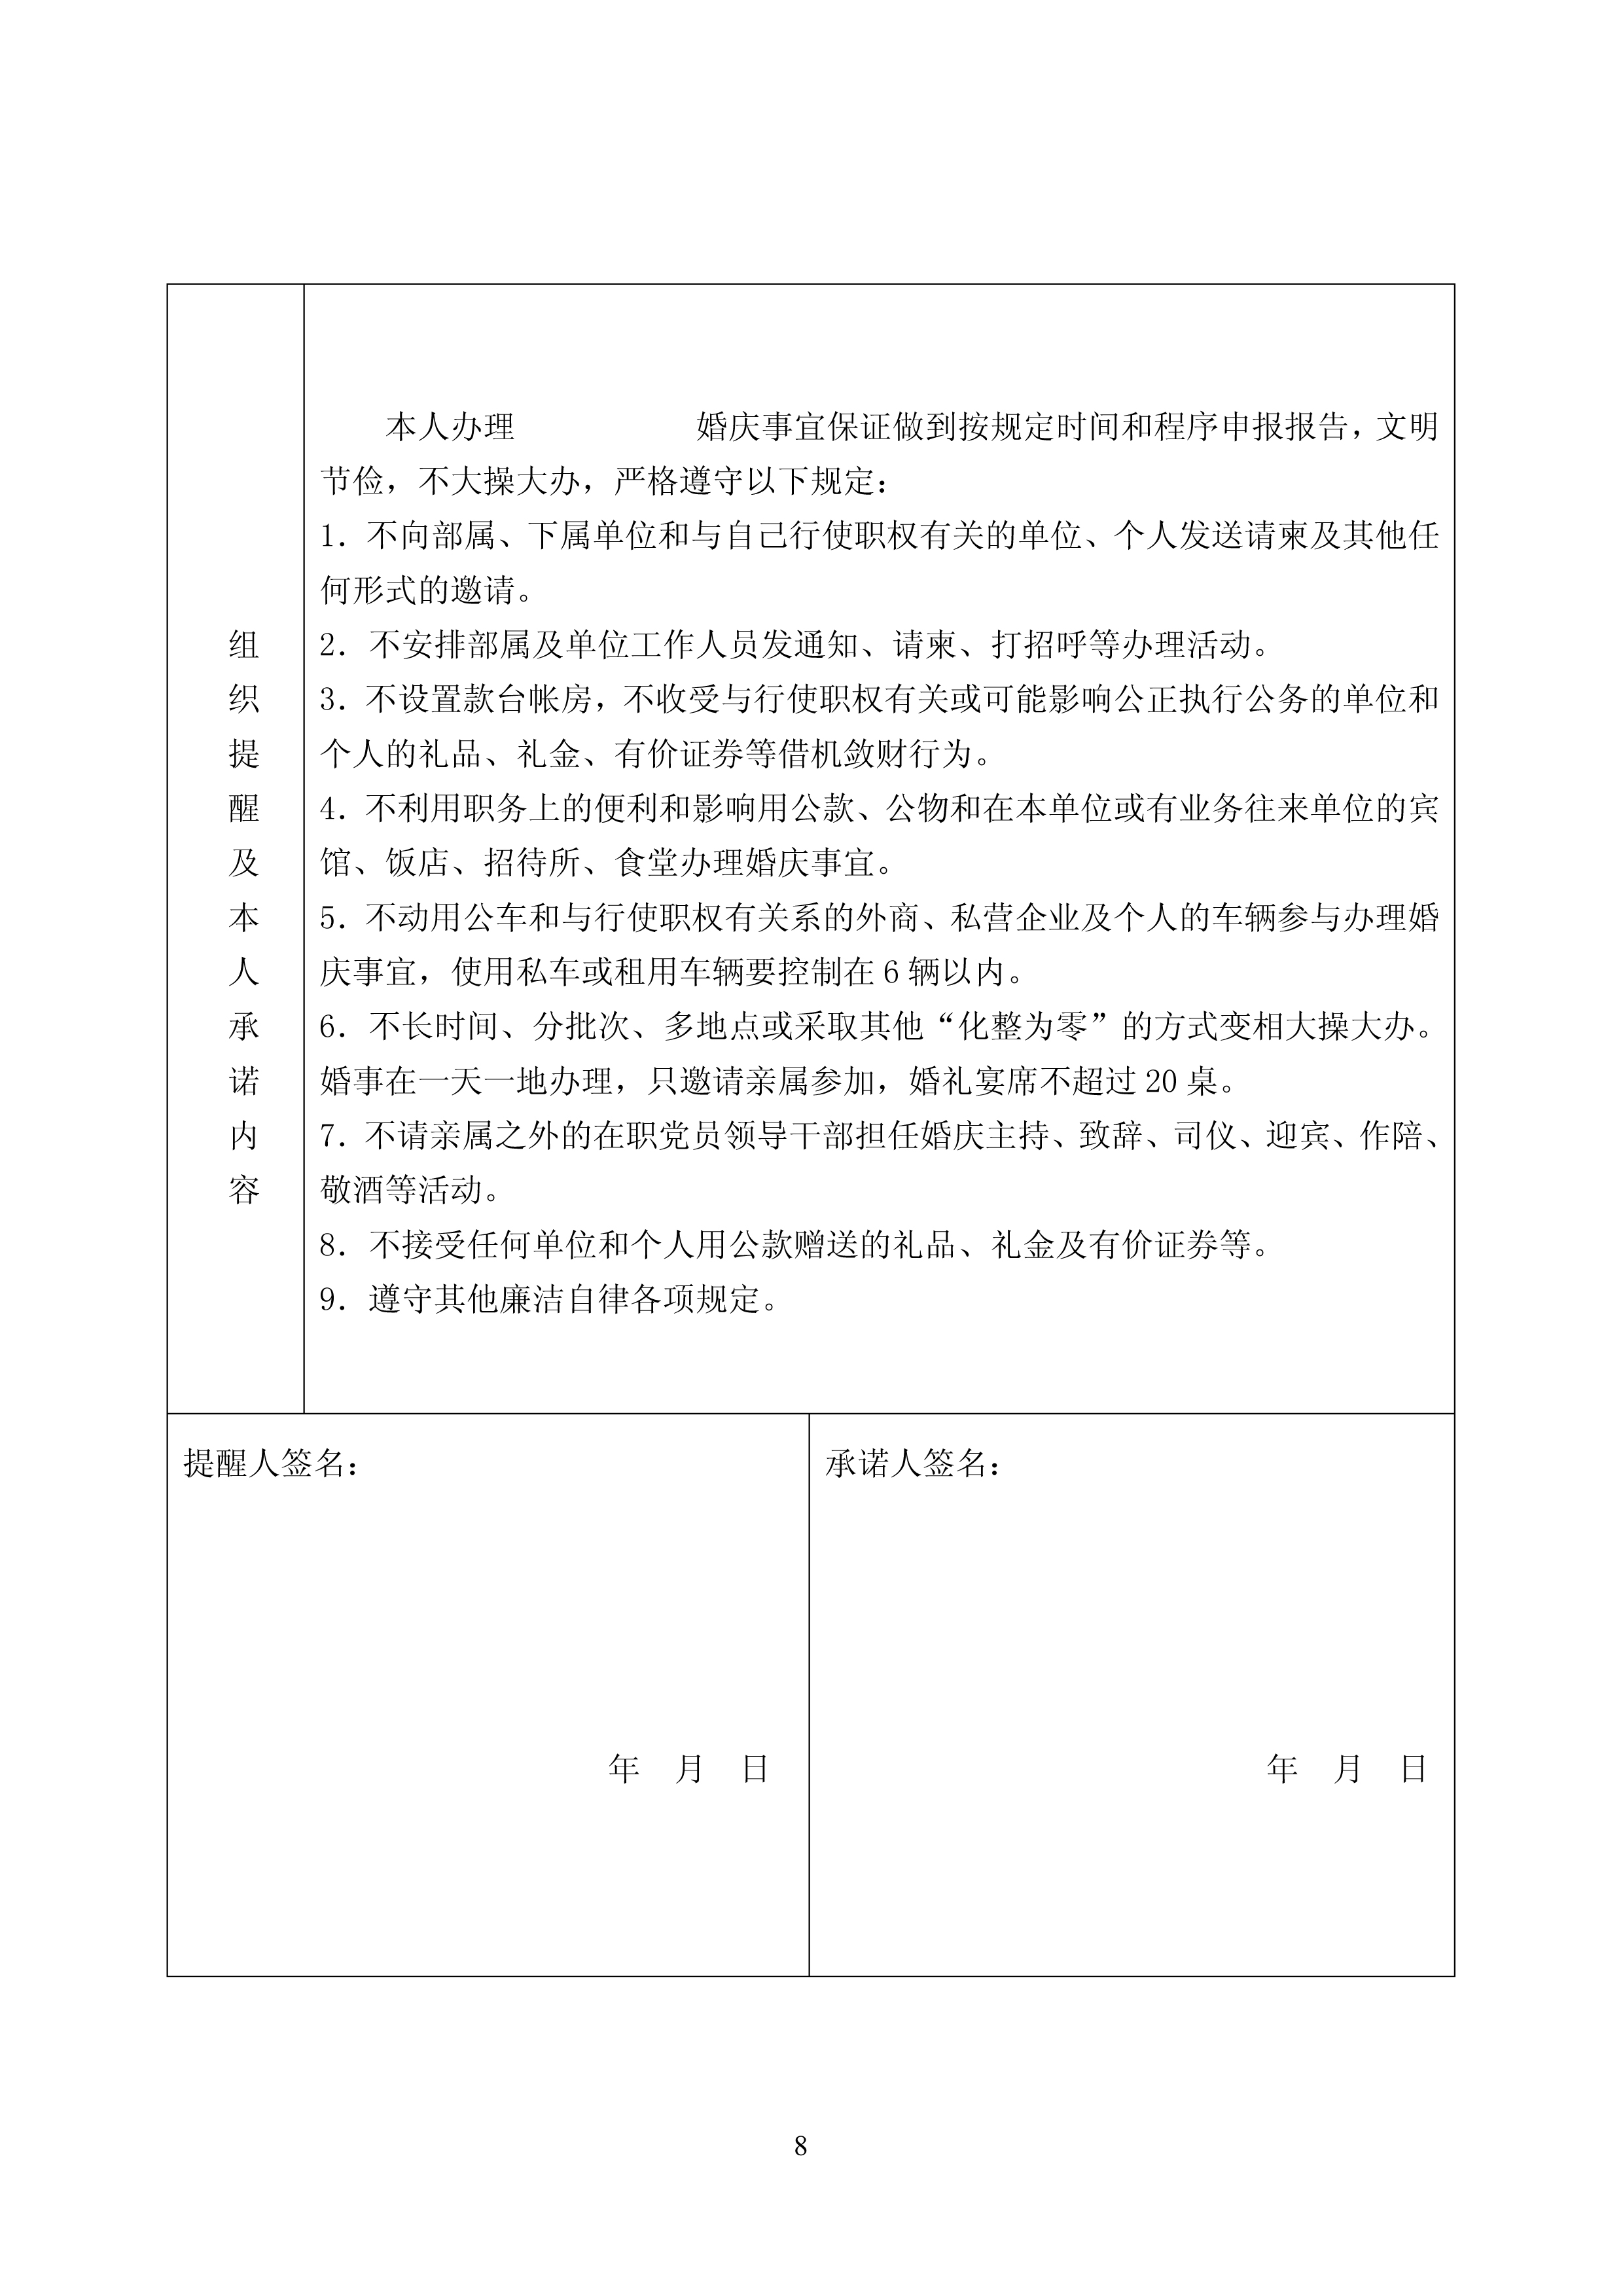 组
织
提
醒
及
本
人
承
诺
内
容
本人办理 婚庆事宜保证做到按规定时间和程序申报报告，文明
节俭，不大操大办，严格遵守以下规定：
1．不向部属、下属单位和与自己行使职权有关的单位、个人发送请柬及其他任
何形式的邀请。
2．不安排部属及单位工作人员发通知、请柬、打招呼等办理活动。
3．不设置款台帐房，不收受与行使职权有关或可能影响公正执行公务的单位和
个人的礼品、礼金、有价证券等借机敛财行为。
4．不利用职务上的便利和影响用公款、公物和在本单位或有业务往来单位的宾
馆、饭店、招待所、食堂办理婚庆事宜。
5．不动用公车和与行使职权有关系的外商、私营企业及个人的车辆参与办理婚
庆事宜，使用私车或租用车辆要控制在 6 辆以内。
6．不长时间、分批次、多地点或采取其他“化整为零”的方式变相大操大办。
婚事在一天一地办理，只邀请亲属参加，婚礼宴席不超过 20 桌。
7．不请亲属之外的在职党员领导干部担任婚庆主持、致辞、司仪、迎宾、作陪、
敬酒等活动。
8．不接受任何单位和个人用公款赠送的礼品、礼金及有价证券等。
9．遵守其他廉洁自律各项规定。
提醒人签名：
年 月 日
承诺人签名：
年 月 日
8